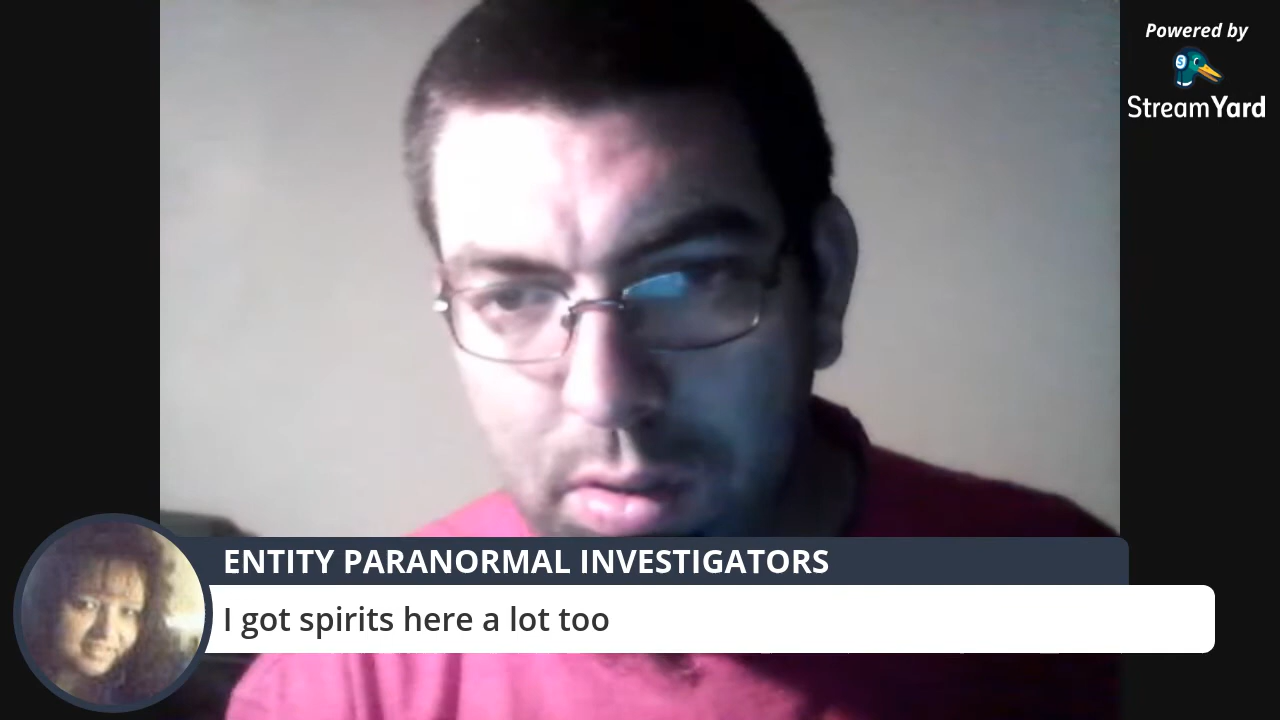 Powered by
StreamYard
ENTITY PARANORMAL INVESTIGATORS
I got spirits here a lot too